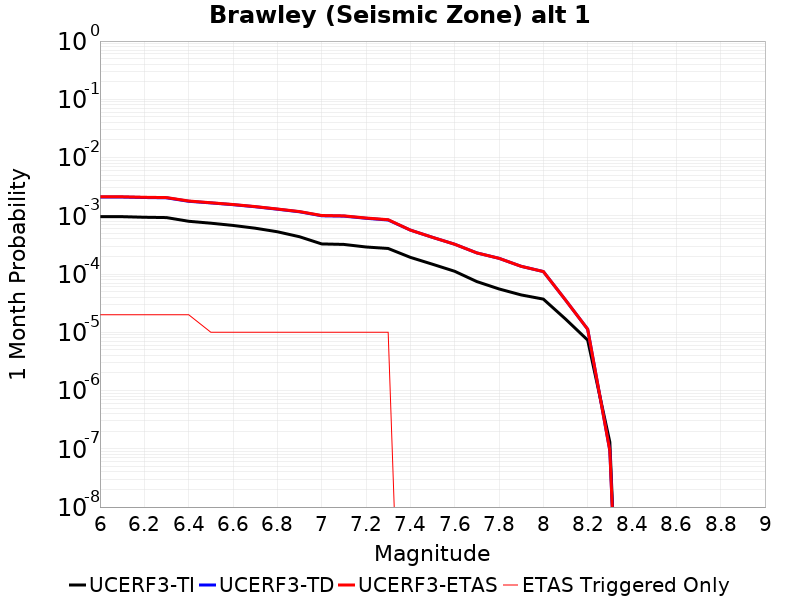 Brawley (Seismic Zone) alt 1
1 Month Probability
10^0
10^-1
10^-2
10^-3
10^-4
10^-5
10^-6
10^-7
10^-8
6 6.2 6.4 6.6 6.8 7 7.2 7.4 7.6 7.8 8 8.2 8.4 8.6 8.8 9
Magnitude
UCERF3-TI UCERF3-TD UCERF3-ETAS ETAS Triggered Only